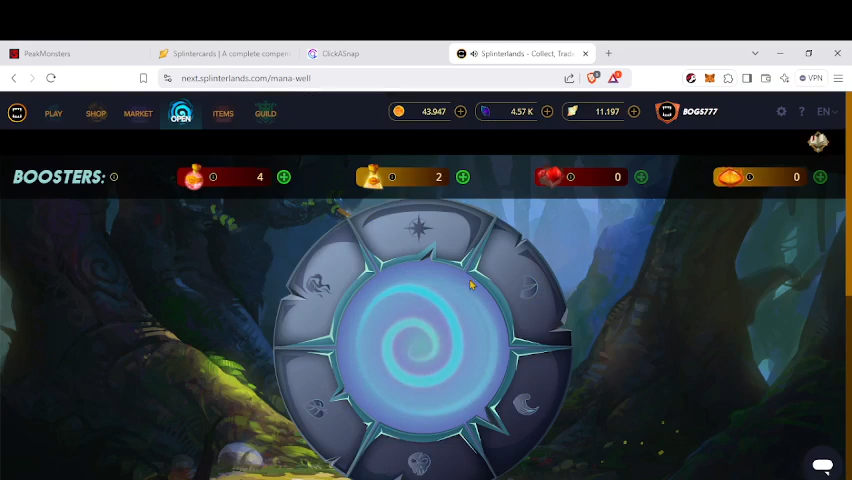 PeakMonsters
Splintercards | A complete compen
ClickASnap
Splinterlands - Collect, Trad
next.splinterlands.com/mana-well
VPN
PLAY
SHOP
MARKET
OPEN
ITEMS
GUILD
43.947
4.57 K
11.197
BOGS777
EN
BOOSTERS:
4
2
0
0